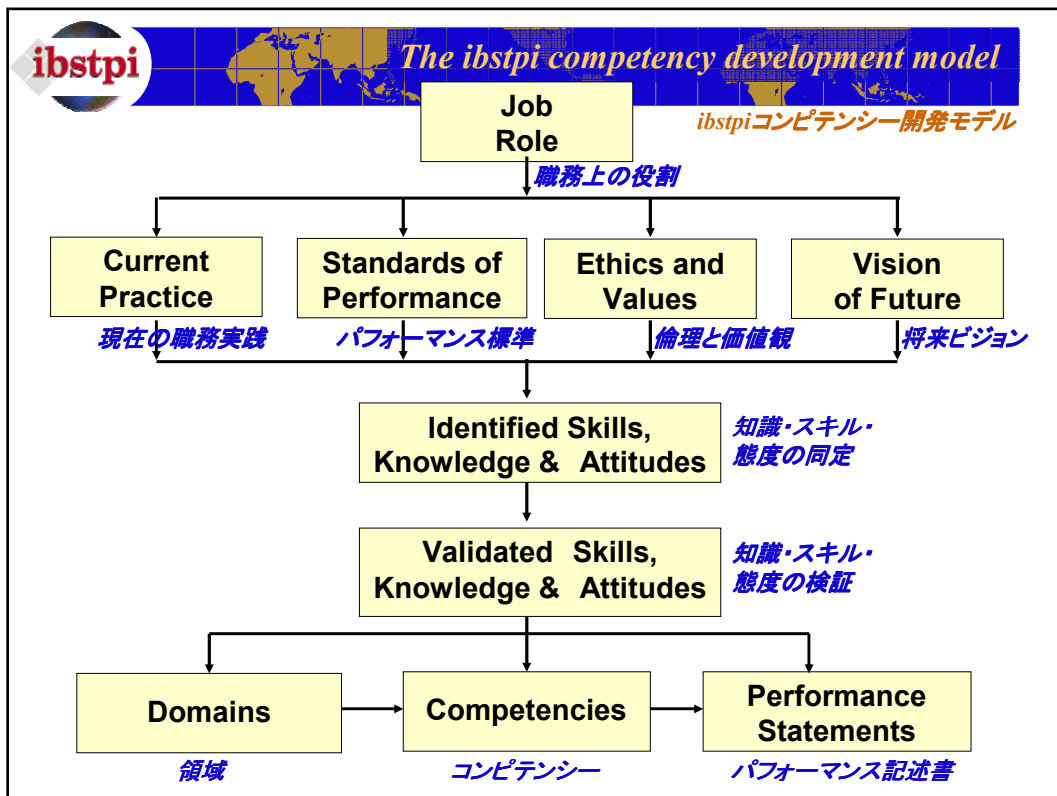 ibstpi
The ibstpi competency development model
ibstpiコンピテンシー開発モデル
Job
Role
職務上の役割
Current
Practice
現在の職務実践
Standards of
Performance
パフォーマンス標準
Ethics and
Values
倫理と価値観
Vision
of Future
将来ビジョン
Identified Skills,
Knowledge & Attitudes
知識・スキル・
態度の同定
Validated Skills,
Knowledge & Attitudes
知識・スキル・
態度の検証
Domains
領域
Competencies
コンピテンシー
Performance
Statements
パフォーマンス記述書